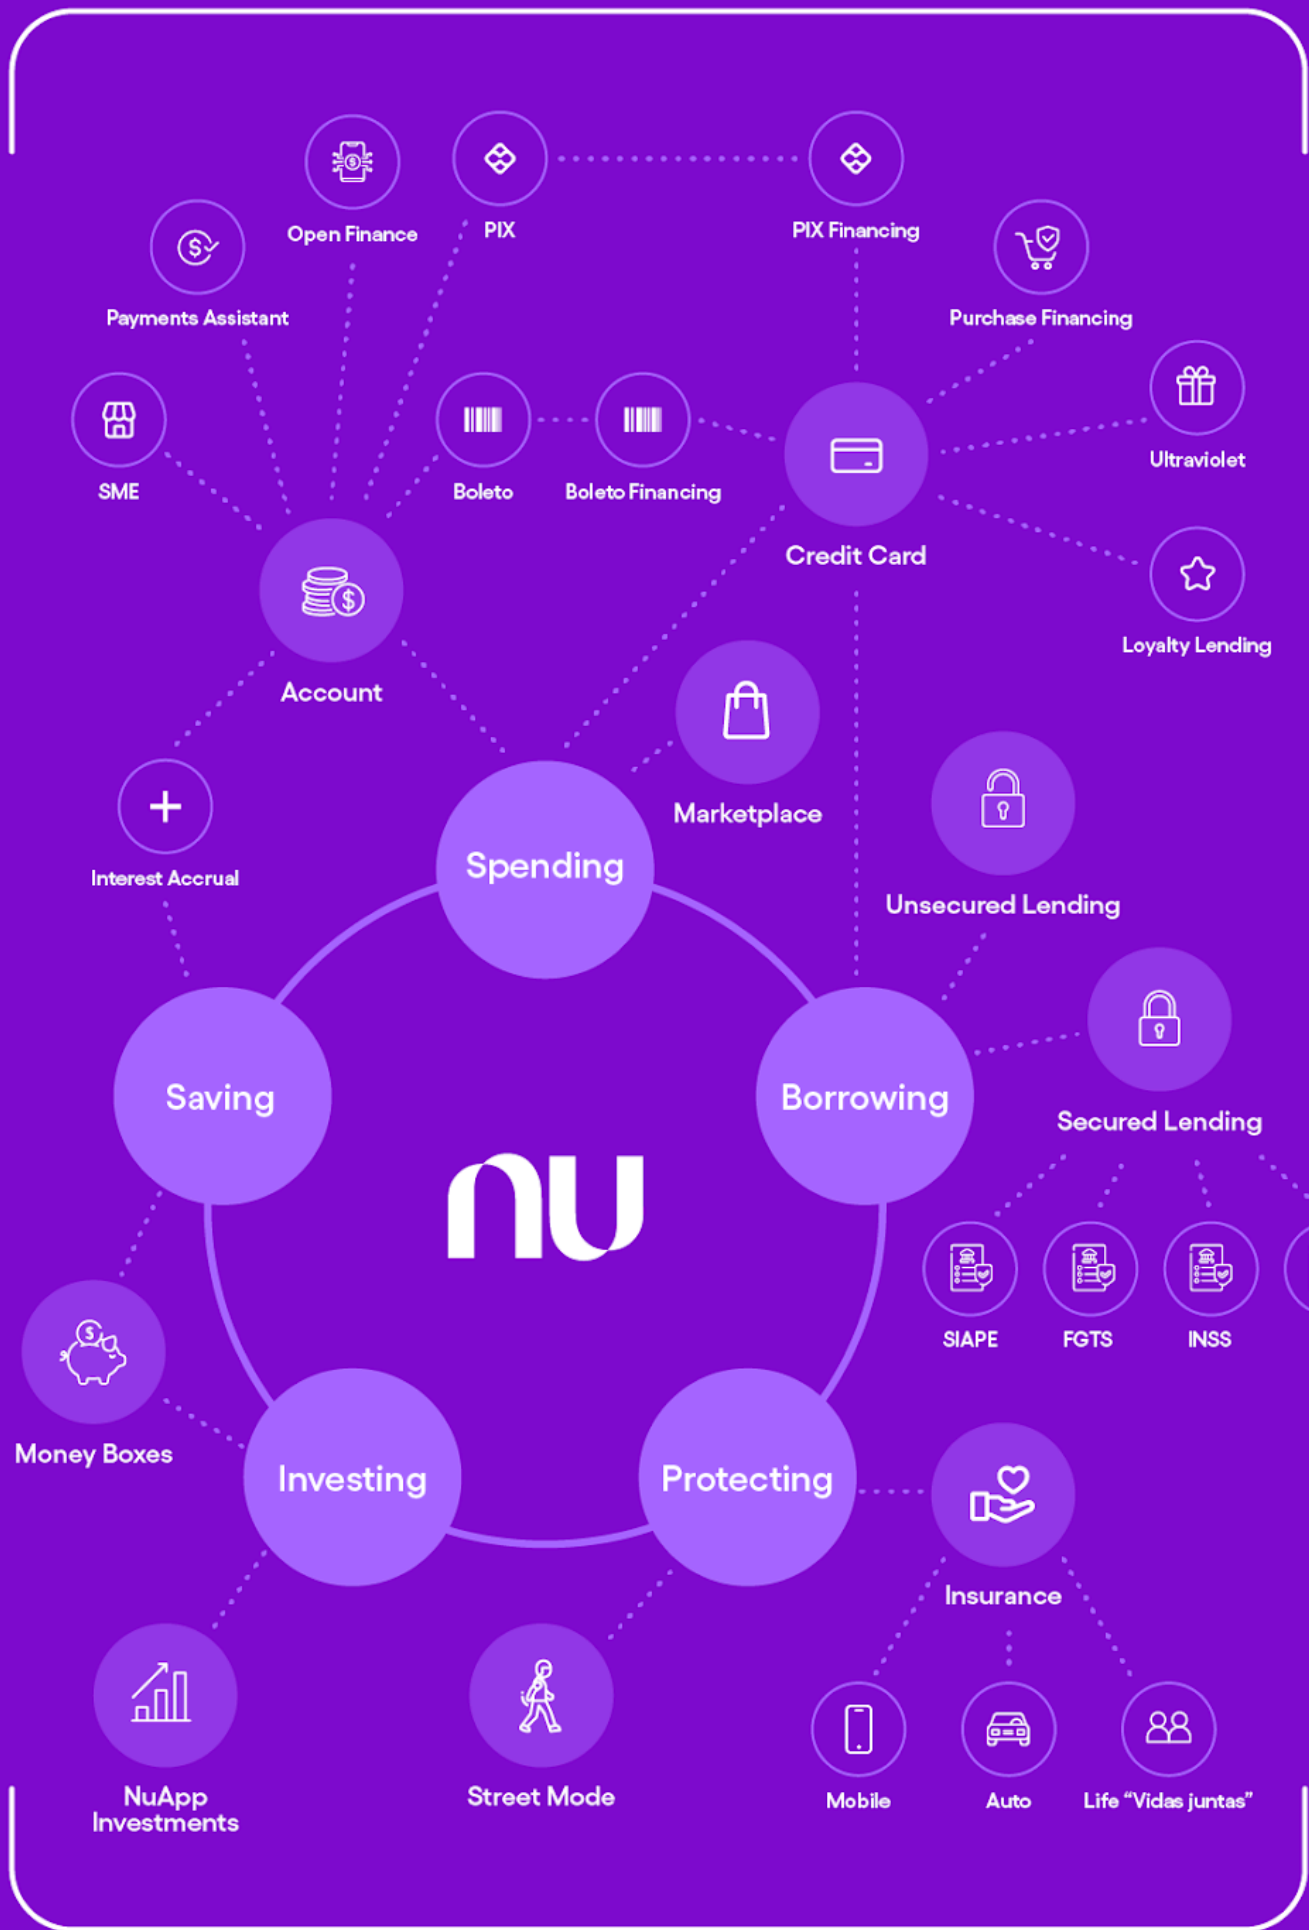 Open Finance
PIX
PIX Financing
Payments Assistant
Purchase Financing
SME
Boleto
Boleto Financing
Ultraviolet
Credit Card
Loyalty Lending
Account
Marketplace
Interest Accrual
Spending
Unsecured Lending
Saving
Borrowing
Secured Lending
nu
SIAPE
FGTS
INSS
Money Boxes
Investing
Protecting
Insurance
NuApp
Investments
Street Mode
Mobile
Auto
Life “Vidas juntas”